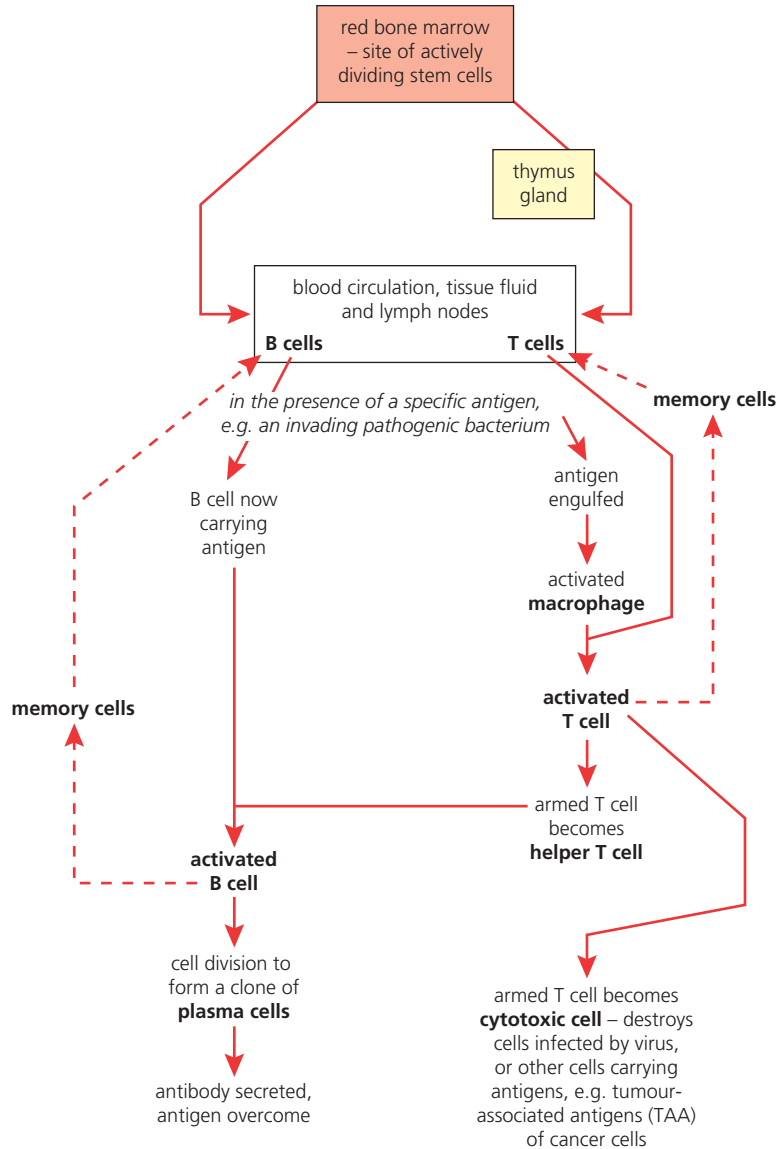 red bone marrow
– site of actively
dividing stem cells
thymus
gland
blood circulation, tissue fluid
and lymph nodes
B cells
T cells
in the presence of a specific antigen,
e.g. an invading pathogenic bacterium
memory cells
B cell now
carrying
antigen
antigen
engulfed
activated
macrophage
memory cells
activated
T cell
armed T cell
becomes
helper T cell
activated
B cell
cell division to
form a clone of
plasma cells
antibody secreted,
antigen overcome
armed T cell becomes
cytotoxic cell – destroys
cells infected by virus,
or other cells carrying
antigens, e.g. tumour-
associated antigens (TAA)
of cancer cells